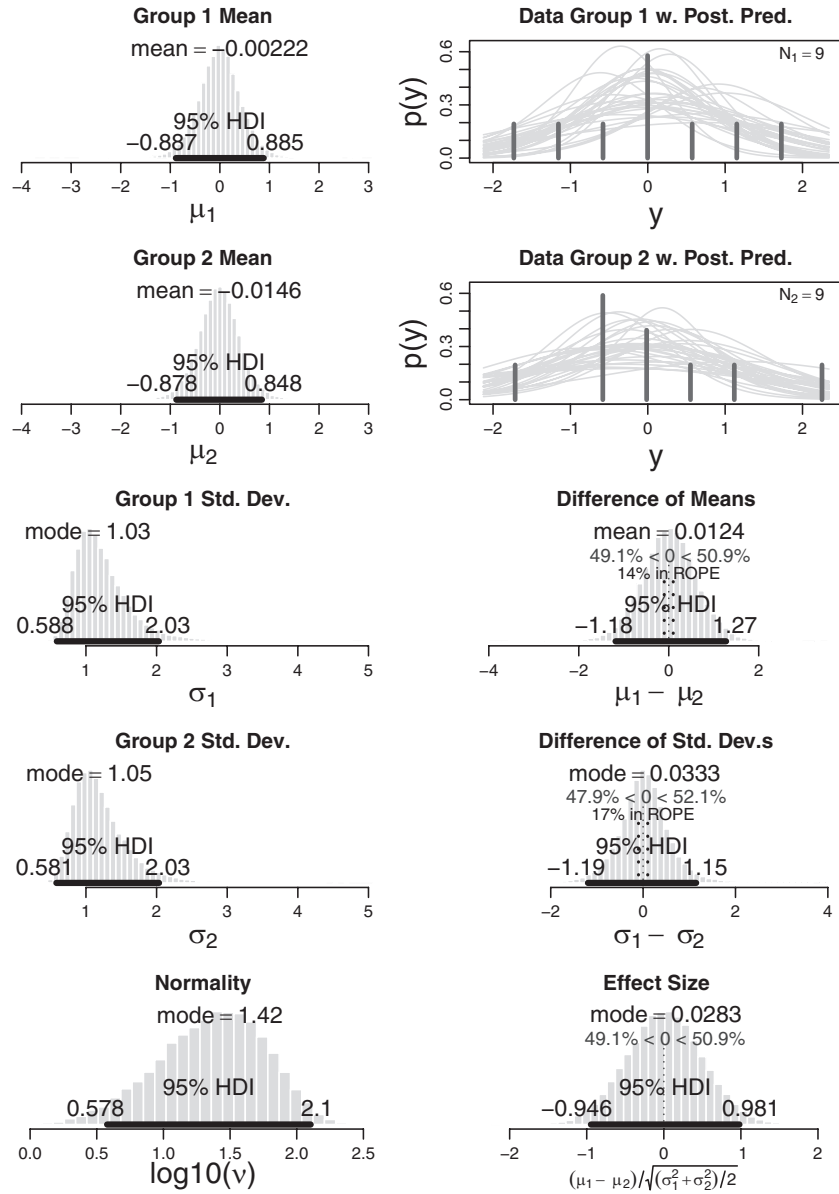 Group 1 Mean
mean = −0.00222
95% HDI
−0.887 0.885
−4 −3 −2 −1 0 1 2 3
μ1
Data Group 1 w. Post. Pred.
N1 = 9
p(y)
0.0 0.3 0.6
−2 −1 0 1 2
y
Group 2 Mean
mean = −0.0146
95% HDI
−0.878 0.848
−4 −3 −2 −1 0 1 2 3
μ2
Data Group 2 w. Post. Pred.
N2 = 9
p(y)
0.0 0.3 0.6
−2 −1 0 1 2
y
Group 1 Std. Dev.
mode = 1.03
95% HDI
0.588 2.03
1 2 3 4 5
σ1
Difference of Means
mean = 0.0124
49.1% < 0 < 50.9%
14% in ROPE
95% HDI
−1.18 1.27
−4 −2 0 2
μ1 − μ2
Group 2 Std. Dev.
mode = 1.05
95% HDI
0.581 2.03
1 2 3 4 5
σ2
Difference of Std. Dev.s
mode = 0.0333
47.9% < 0 < 52.1%
17% in ROPE
95% HDI
−1.19 1.15
−2 0 2 4
σ1 − σ2
Normality
mode = 1.42
95% HDI
0.578 2.1
0.0 0.5 1.0 1.5 2.0 2.5
log10(ν)
Effect Size
mode = 0.0283
49.1% < 0 < 50.9%
95% HDI
−0.946 0.981
−2 −1 0 1 2
(μ1 − μ2)/√(σ1² + σ2²)/2